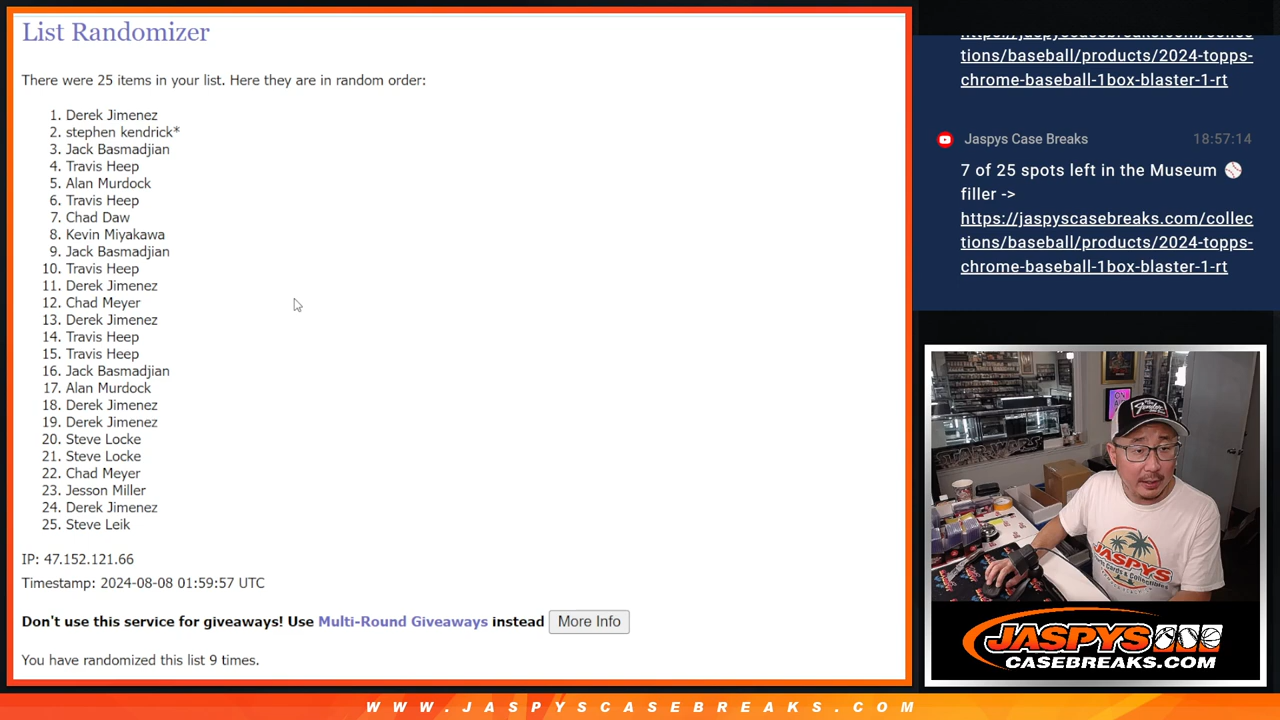 List Randomizer
There were 25 items in your list. Here they are in random order:
1. Derek Jimenez
2. stephen kendrick*
3. Jack Basmadjian
4. Travis Heep
5. Alan Murdock
6. Travis Heep
7. Chad Daw
8. Kevin Miyakawa
9. Jack Basmadjian
10. Travis Heep
11. Derek Jimenez
12. Chad Meyer
13. Derek Jimenez
14. Travis Heep
15. Travis Heep
16. Jack Basmadjian
17. Alan Murdock
18. Derek Jimenez
19. Derek Jimenez
20. Steve Locke
21. Steve Locke
22. Chad Meyer
23. Jesson Miller
24. Derek Jimenez
25. Steve Leik
IP: 47.152.121.66
Timestamp: 2024-08-08 01:59:57 UTC
Don't use this service for giveaways! Use Multi-Round Giveaways instead More Info
You have randomized this list 9 times.
https://jaspyscasebreaks.com/collec
tions/baseball/products/2024-topps-
chrome-baseball-1box-blaster-1-rt
Jaspys Case Breaks 18:57:14
7 of 25 spots left in the Museum ⚾
filler ->
https://jaspyscasebreaks.com/collec
tions/baseball/products/2024-topps-
chrome-baseball-1box-blaster-1-rt
JASPYS
JASPYS
CASEBREAKS.COM
WWW.JASPYSCASEBREAKS.COM